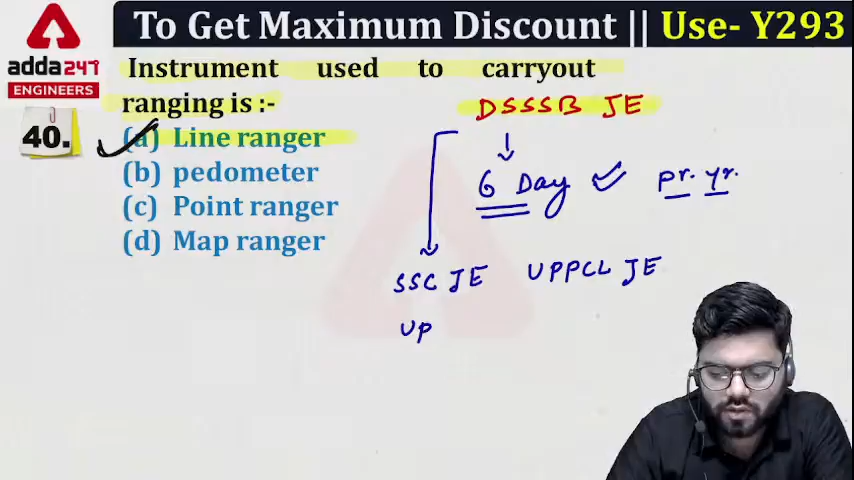 To Get Maximum Discount || Use- Y293
adda247
ENGINEERS
Instrument used to carryout
ranging is :-
40.
(a) Line ranger
(b) pedometer
(c) Point ranger
(d) Map ranger
DSSSB JE
6 Day
pr. yr.
SSC JE UPPCL JE
UP